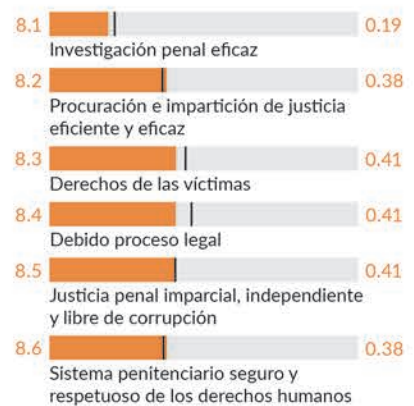 8.1 0.19
Investigación penal eficaz
8.2 0.38
Procuración e impartición de justicia
eficiente y eficaz
8.3 0.41
Derechos de las víctimas
8.4 0.41
Debido proceso legal
8.5 0.41
Justicia penal imparcial, independiente
y libre de corrupción
8.6 0.38
Sistema penitenciario seguro y
respetuoso de los derechos humanos